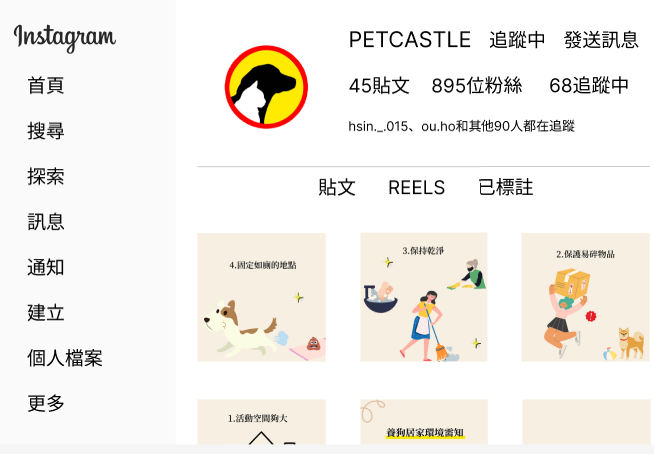 Instagram
首頁
搜尋
探索
訊息
通知
建立
個人檔案
更多
PETCASTLE 追蹤中 發送訊息
45貼文 895位粉絲 68追蹤中
hsin._.015、ou.ho和其他90人都在追蹤
貼文 REELS 已標註
4.固定如廁的地點
3.保持乾淨
2.保護易碎物品
1.活動空間夠大
養狗居家環境需知